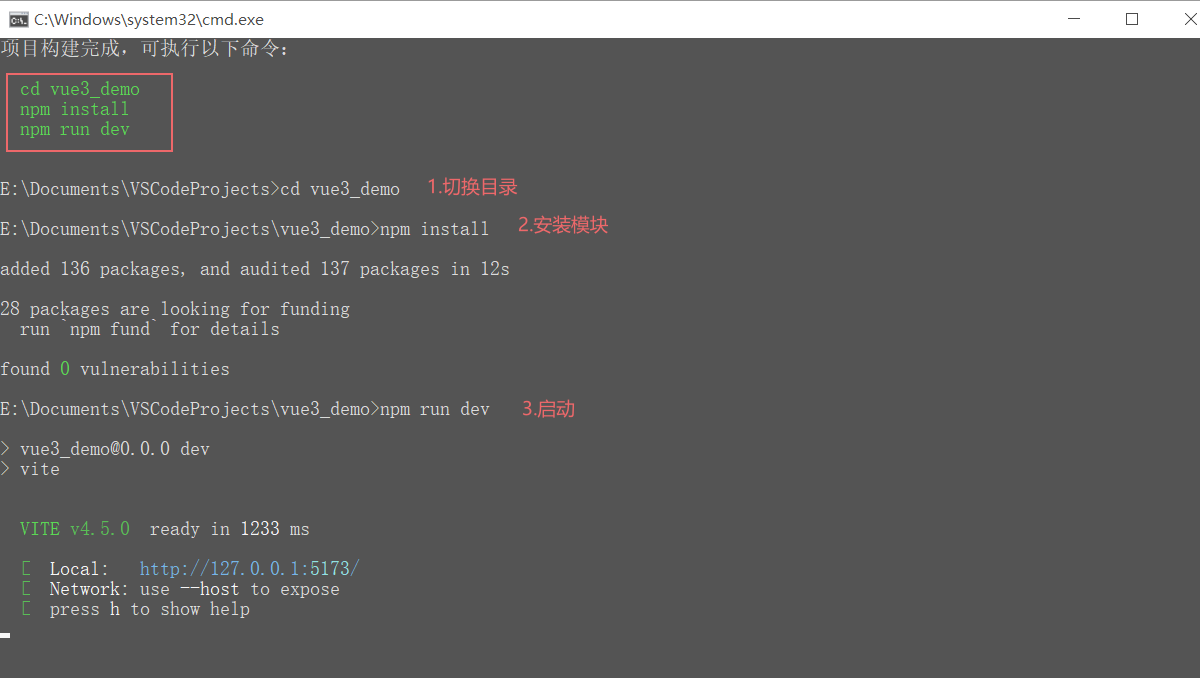 C:\Windows\system32\cmd.exe
项目构建完成，可执行以下命令：
cd vue3_demo
npm install
npm run dev
E:\Documents\VSCodeProjects>cd vue3_demo 1.切换目录
E:\Documents\VSCodeProjects\vue3_demo>npm install 2.安装模块
added 136 packages, and audited 137 packages in 12s
28 packages are looking for funding
run `npm fund` for details
found 0 vulnerabilities
E:\Documents\VSCodeProjects\vue3_demo>npm run dev 3.启动
> vue3_demo@0.0.0 dev
> vite
VITE v4.5.0 ready in 1233 ms
[ Local: http://127.0.0.1:5173/
[ Network: use --host to expose
[ press h to show help